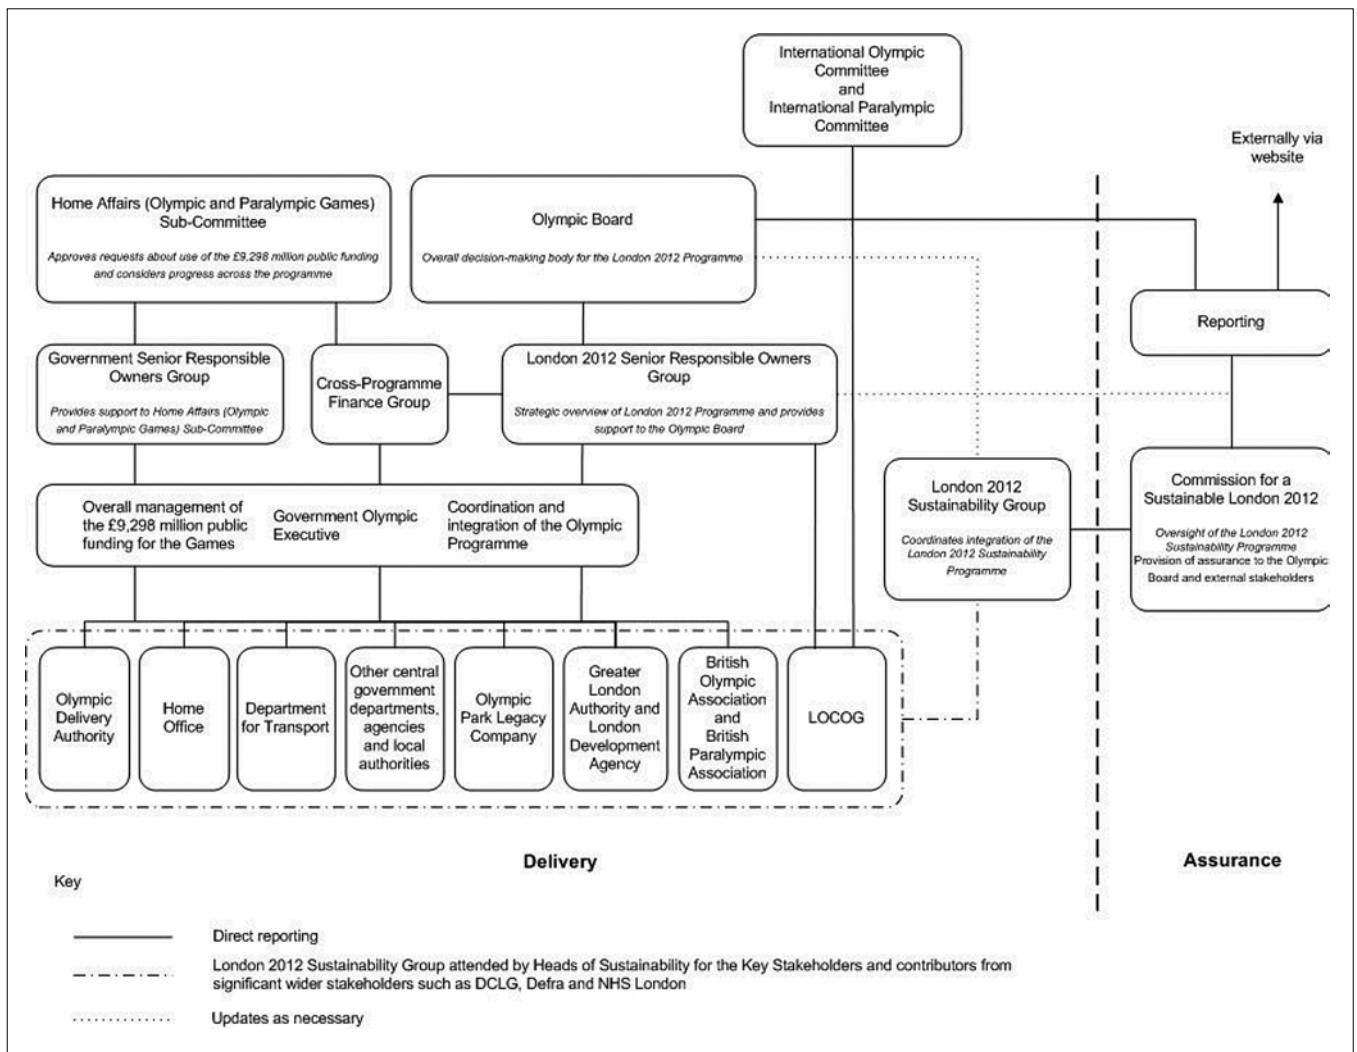 International Olympic
Committee
and
International Paralympic
Committee
Externally via
website
Home Affairs (Olympic and Paralympic Games)
Sub-Committee
Approves requests about use of the £9,298 million public funding
and considers progress across the programme
Olympic Board
Overall decision-making body for the London 2012 Programme
Reporting
Government Senior Responsible
Owners Group
Provides support to Home Affairs (Olympic
and Paralympic Games) Sub-Committee
Cross-Programme
Finance Group
London 2012 Senior Responsible Owners
Group
Strategic overview of London 2012 Programme and provides
support to the Olympic Board
London 2012
Sustainability Group
Coordinates integration of the
London 2012 Sustainability
Programme
Commission for a
Sustainable London 2012
Oversight of the London 2012
Sustainability Programme
Provision of assurance to the Olympic
Board and external stakeholders
Overall management of
the £9,298 million public
funding for the Games
Government Olympic
Executive
Coordination and
integration of the Olympic
Programme
Olympic
Delivery
Authority
Home
Office
Department
for Transport
Other central
government
departments,
agencies
and local
authorities
Olympic
Park Legacy
Company
Greater
London
Authority and
London
Development
Agency
British
Olympic
Association
and
British
Paralympic
Association
LOCOG
Delivery
Assurance
Key
Direct reporting
London 2012 Sustainability Group attended by Heads of Sustainability for the Key Stakeholders and contributors from
significant wider stakeholders such as DCLG, Defra and NHS London
Updates as necessary